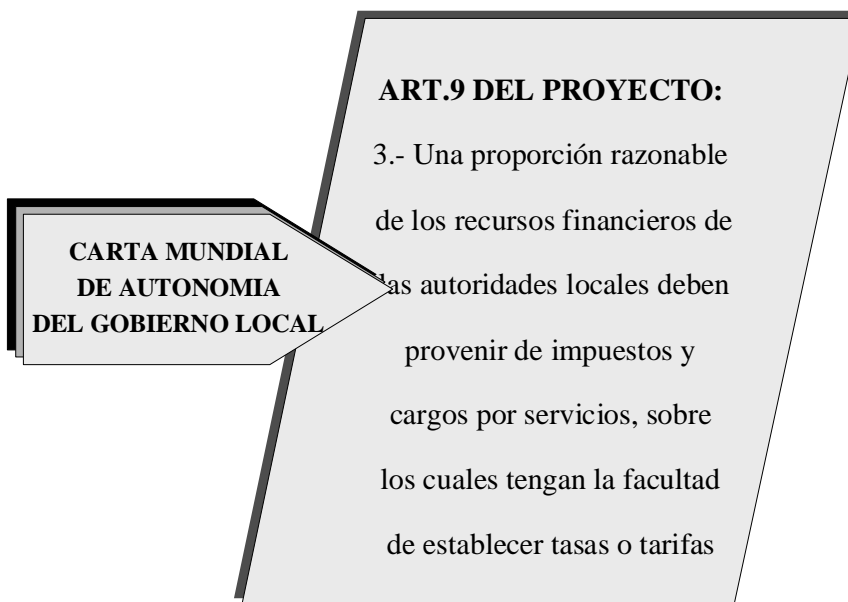 ART.9 DEL PROYECTO:
3.- Una proporción razonable
de los recursos financieros de
las autoridades locales deben
provenir de impuestos y
cargos por servicios, sobre
los cuales tengan la facultad
de establecer tasas o tarifas
CARTA MUNDIAL
DE AUTONOMIA
DEL GOBIERNO LOCAL